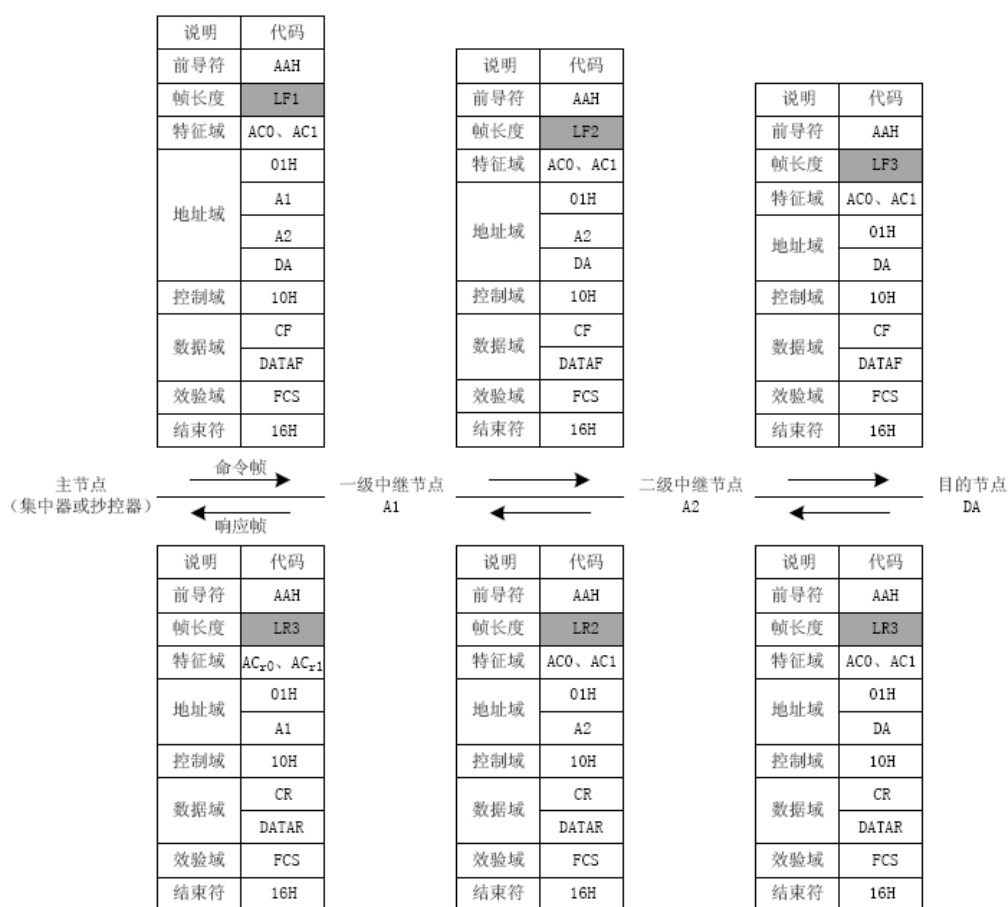 说明 代码
前导符 AAH
帧长度 LF1
特征域 AC0、AC1
地址域
01H
A1
A2
DA
控制域 10H
数据域
CF
DATAF
效验域 FCS
结束符 16H
说明 代码
前导符 AAH
帧长度 LF2
特征域 AC0、AC1
地址域
01H
A2
DA
控制域 10H
数据域
CF
DATAF
效验域 FCS
结束符 16H
说明 代码
前导符 AAH
帧长度 LF3
特征域 AC0、AC1
地址域
01H
DA
控制域 10H
数据域
CF
DATAF
效验域 FCS
结束符 16H
主节点
(集中器或抄控器)
命令帧
响应帧
一级中继节点
A1
二级中继节点
A2
目的节点
DA
说明 代码
前导符 AAH
帧长度 LR3
特征域 ACr0、ACr1
地址域
01H
A1
控制域 10H
数据域
CR
DATAR
效验域 FCS
结束符 16H
说明 代码
前导符 AAH
帧长度 LR2
特征域 AC0、AC1
地址域
01H
A2
控制域 10H
数据域
CR
DATAR
效验域 FCS
结束符 16H
说明 代码
前导符 AAH
帧长度 LR3
特征域 AC0、AC1
地址域
01H
DA
控制域 10H
数据域
CR
DATAR
效验域 FCS
结束符 16H